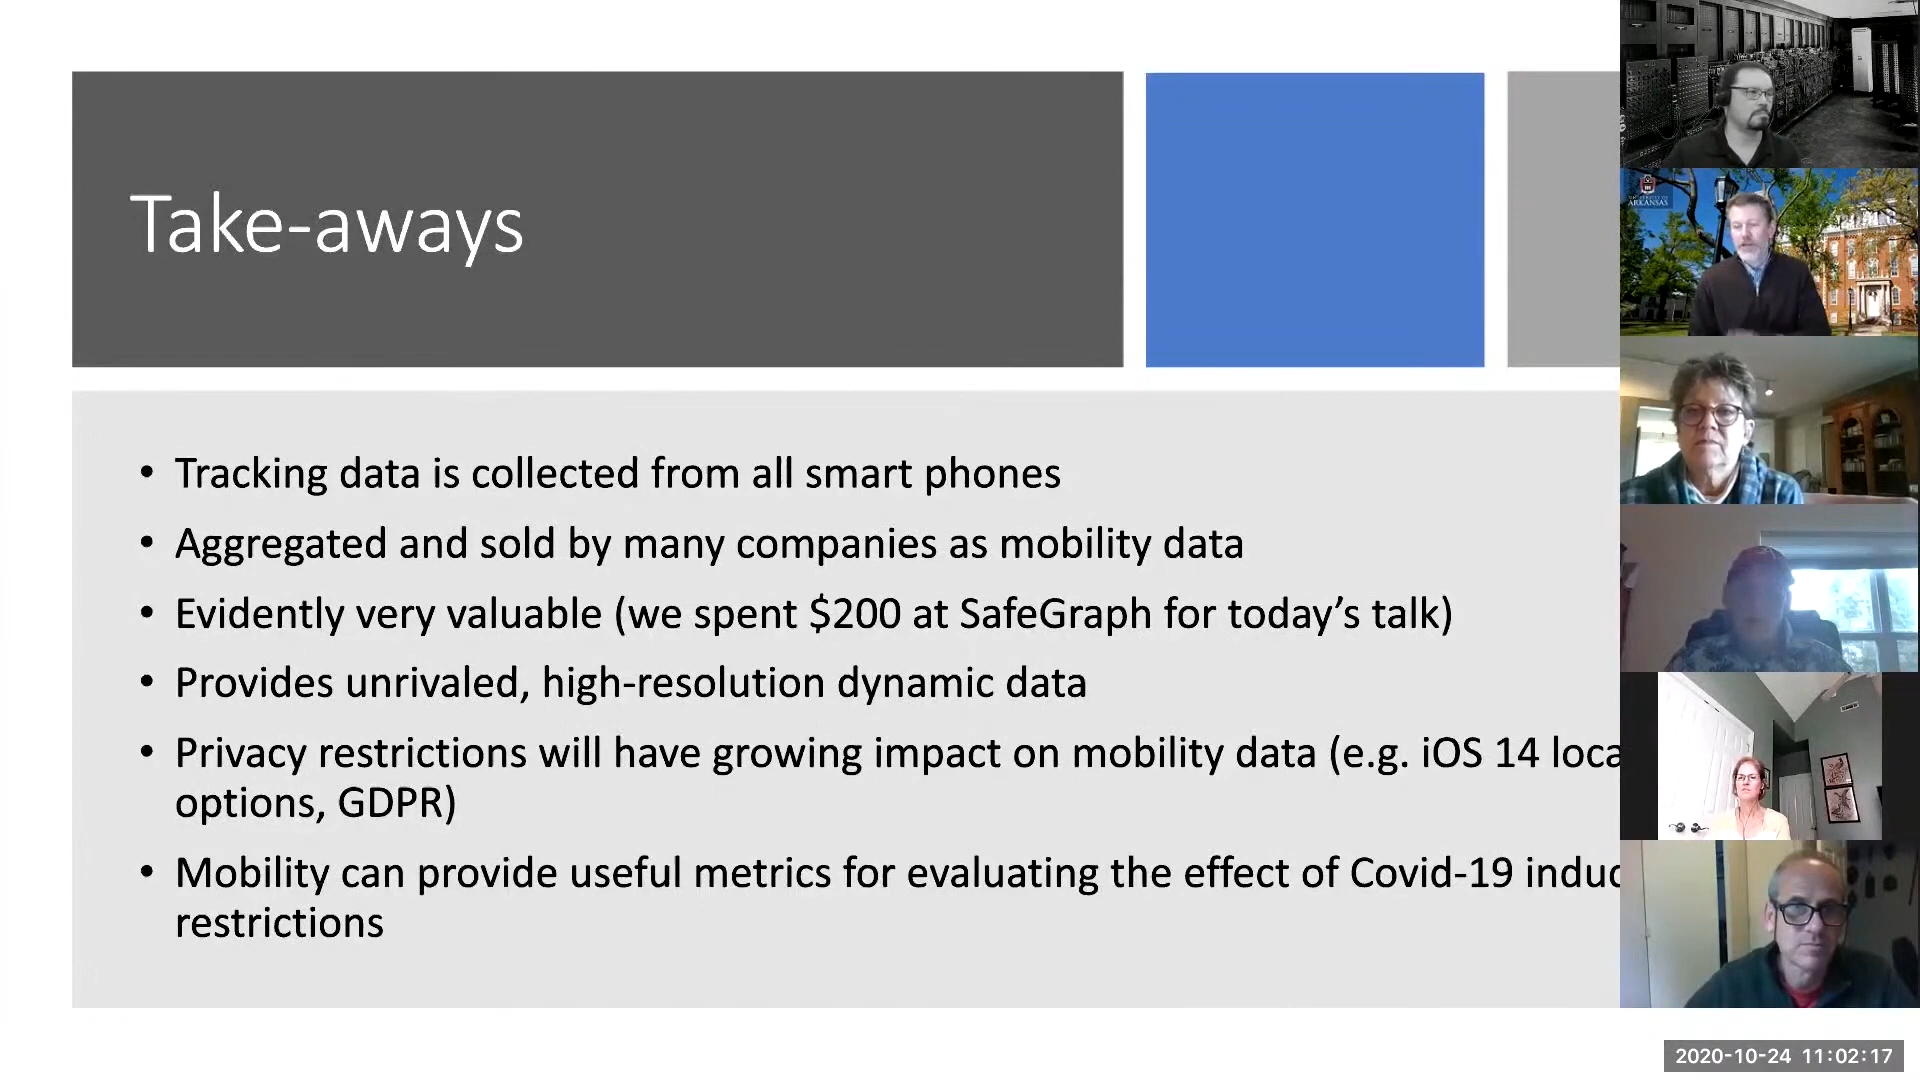 Take-aways
• Tracking data is collected from all smart phones
• Aggregated and sold by many companies as mobility data
• Evidently very valuable (we spent $200 at SafeGraph for today’s talk)
• Provides unrivaled, high-resolution dynamic data
• Privacy restrictions will have growing impact on mobility data (e.g. iOS 14 loca
options, GDPR)
• Mobility can provide useful metrics for evaluating the effect of Covid-19 induc
restrictions
ARKANSAS
2020-10-24 11:02:17